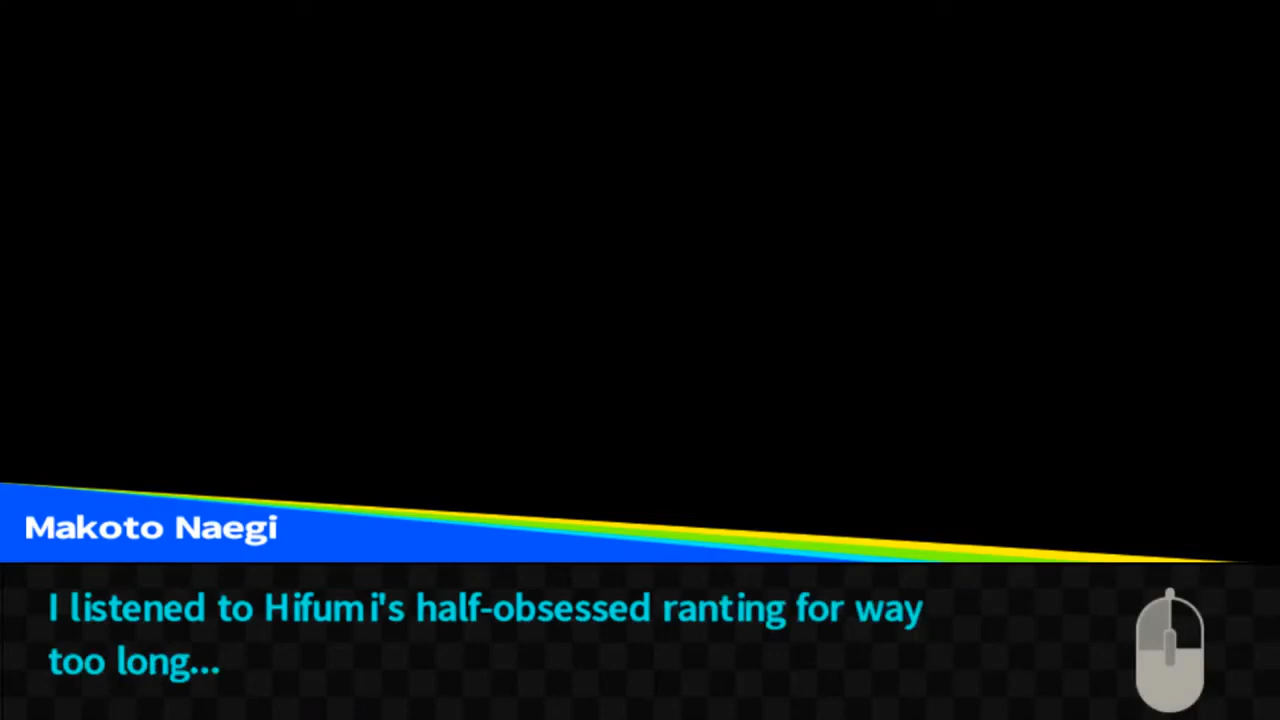 Makoto Naegi
I listened to Hifumi's half-obsessed ranting for way
too long...